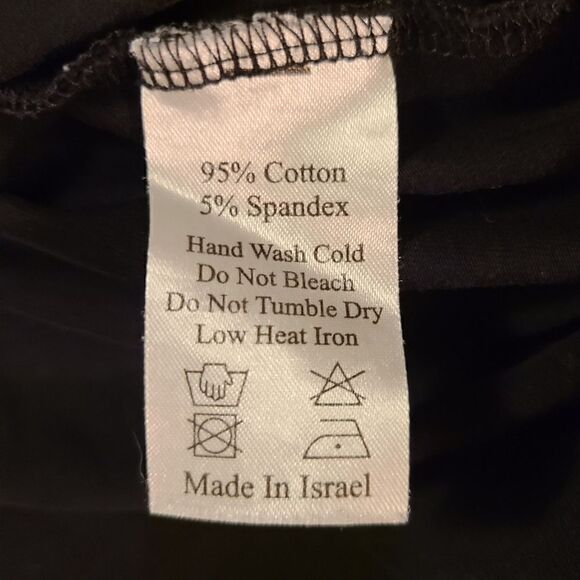 95% Cotton
5% Spandex
Hand Wash Cold
Do Not Bleach
Do Not Tumble Dry
Low Heat Iron
Made In Israel